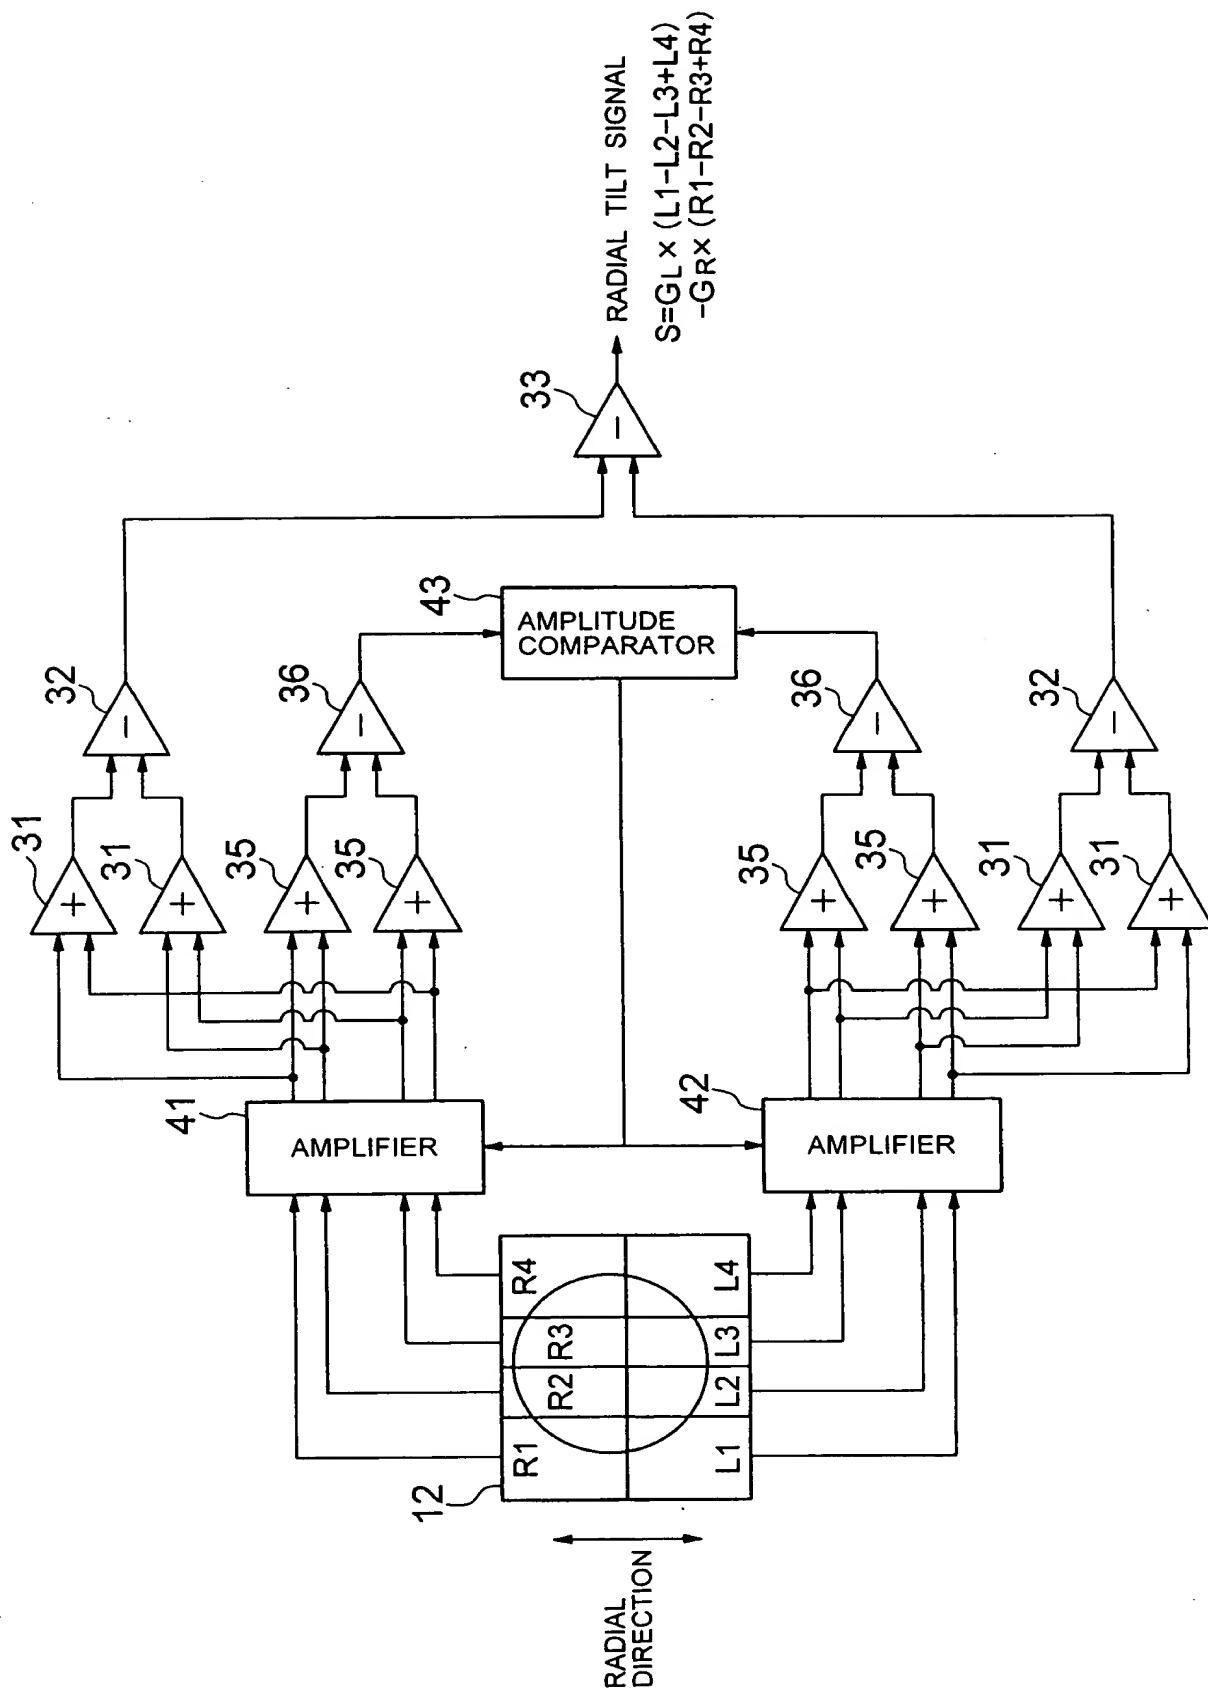 RADIAL
DIRECTION
12
R1
R2
R3
R4
L1
L2
L3
L4
41
AMPLIFIER
42
AMPLIFIER
31
31
35
35
35
35
31
31
32
36
36
32
43
AMPLITUDE
COMPARATOR
33
RADIAL TILT SIGNAL
S=GL×(L1-L2-L3+L4)
-GR×(R1-R2-R3+R4)
+
+
+
+
+
+
+
+
−
−
−
−
−